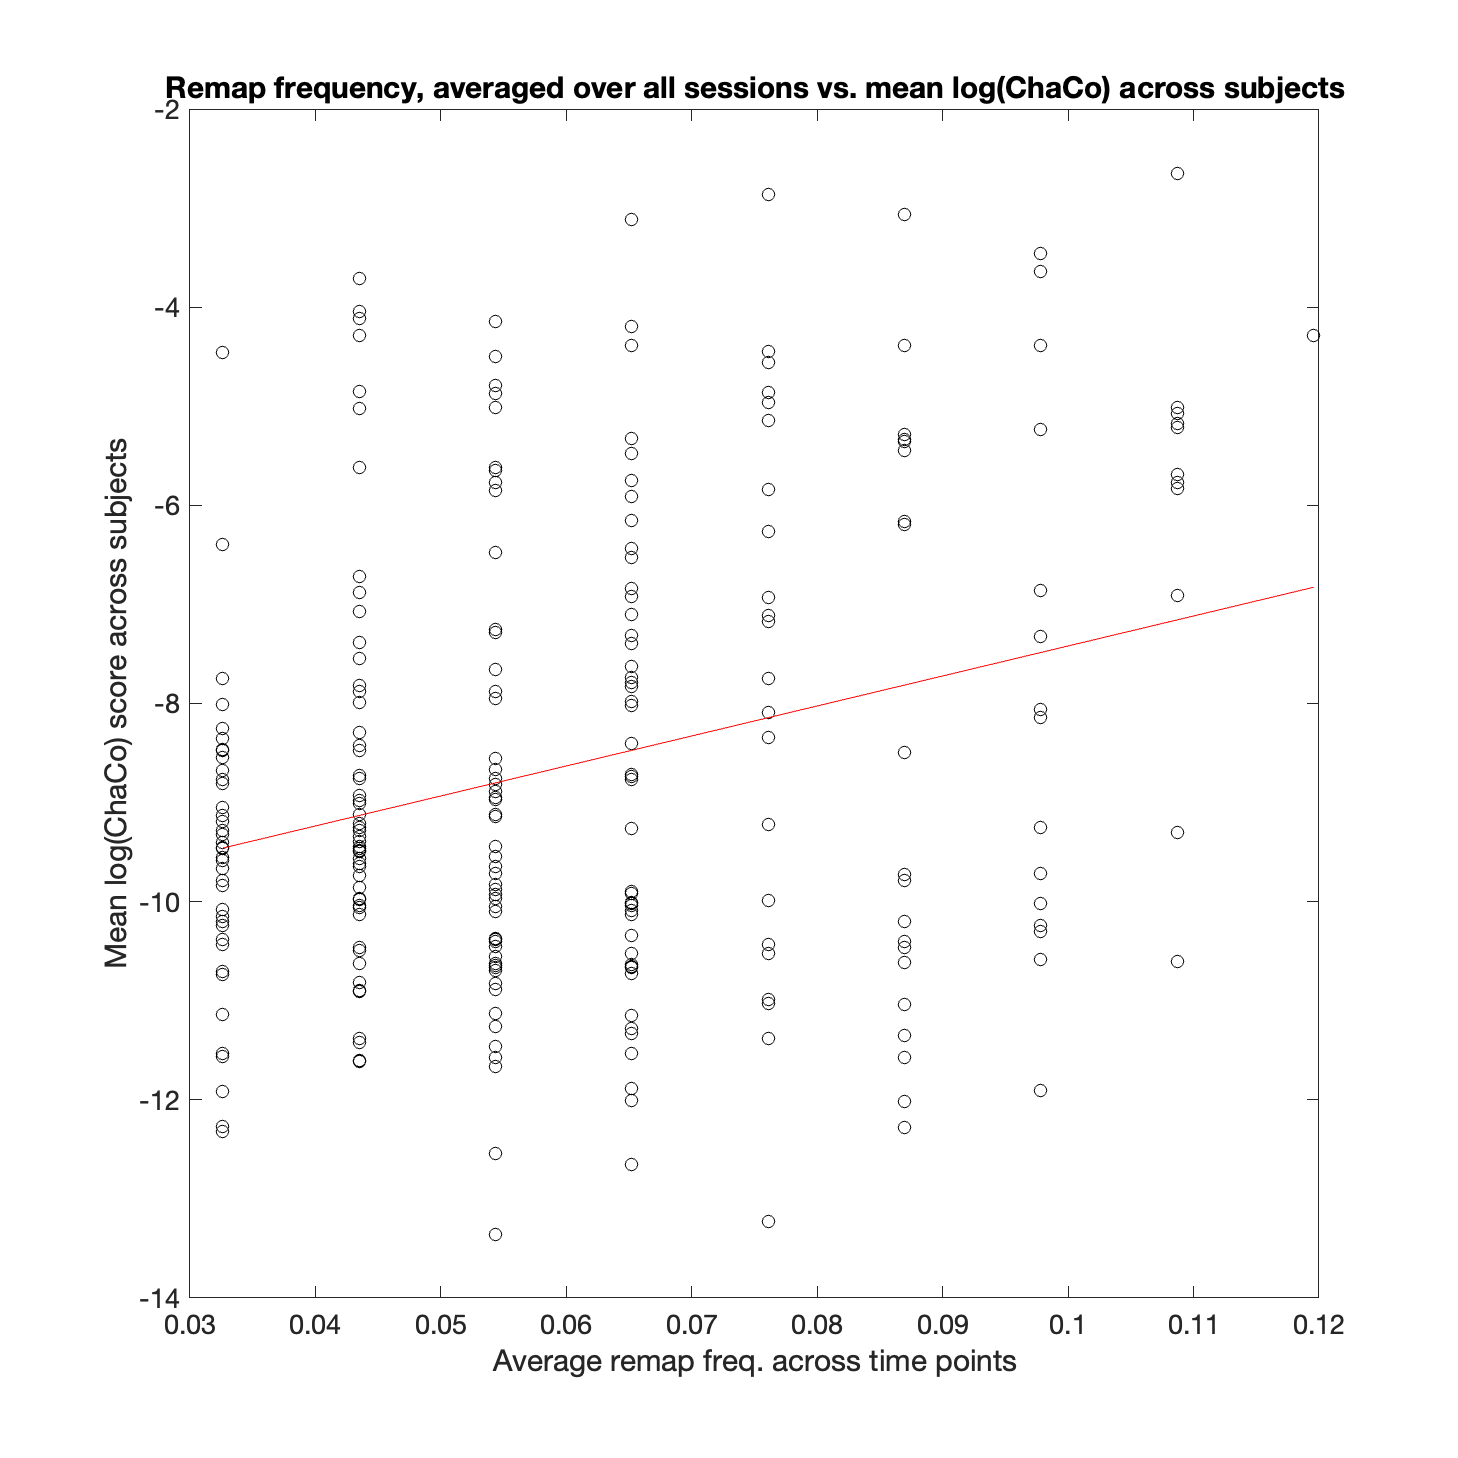 Remap frequency, averaged over all sessions vs. mean log(ChaCo) across subjects
-2
-4
-6
-8
-10
-12
-14
Mean log(ChaCo) score across subjects
0.03 0.04 0.05 0.06 0.07 0.08 0.09 0.1 0.11 0.12
Average remap freq. across time points